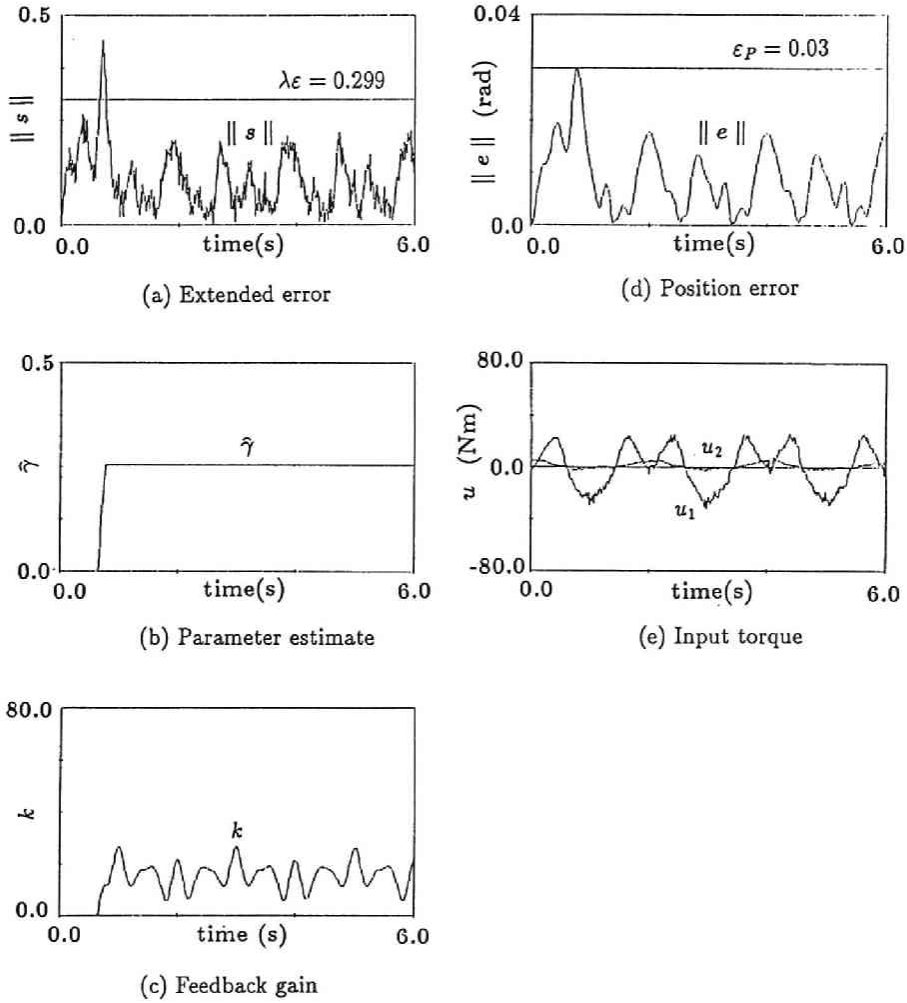 0.5
λε = 0.299
|| s ||
|| s ||
0.0
0.0
time(s)
6.0
(a) Extended error
0.04
ε_P = 0.03
|| e || (rad)
|| e ||
0.0
0.0
time(s)
6.0
(d) Position error
0.5
γ̂
γ̂
0.0
0.0
time(s)
6.0
(b) Parameter estimate
80.0
u (Nm)
u₂
0.0
u₁
-80.0
0.0
time(s)
6.0
(e) Input torque
80.0
k
k
0.0
0.0
time (s)
6.0
(c) Feedback gain